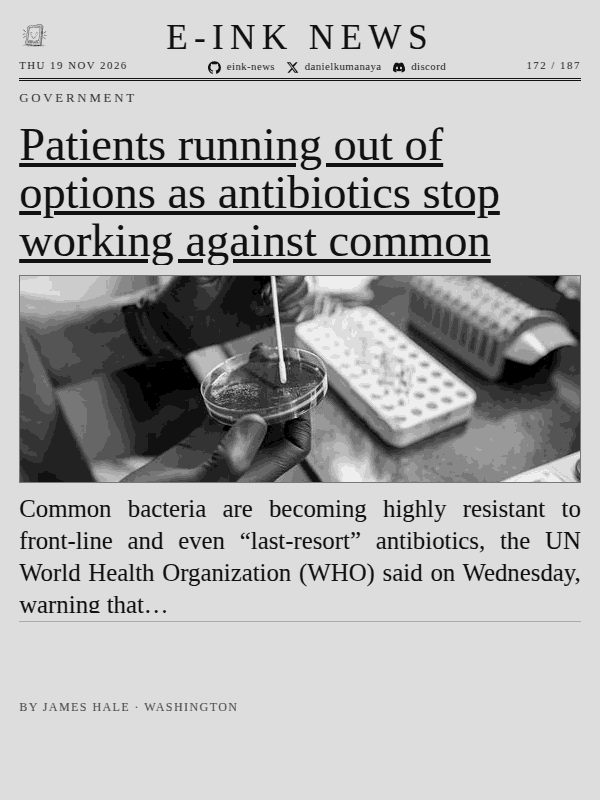 E-INK NEWS
THU 19 NOV 2026
eink-news danielkumanaya discord
172 / 187
GOVERNMENT
Patients running out of
options as antibiotics stop
working against common
Common bacteria are becoming highly resistant to
front-line and even “last-resort” antibiotics, the UN
World Health Organization (WHO) said on Wednesday,
warning that…
BY JAMES HALE · WASHINGTON